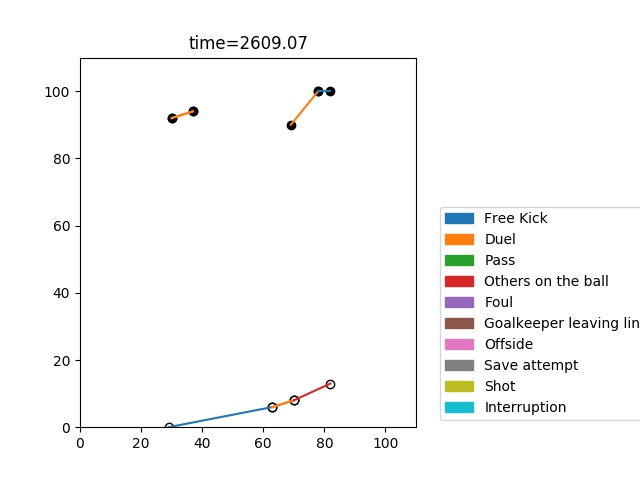 time=2609.07
100
80
60
40
20
0
0 20 40 60 80 100
Free Kick
Duel
Pass
Others on the ball
Foul
Goalkeeper leaving lin
Offside
Save attempt
Shot
Interruption